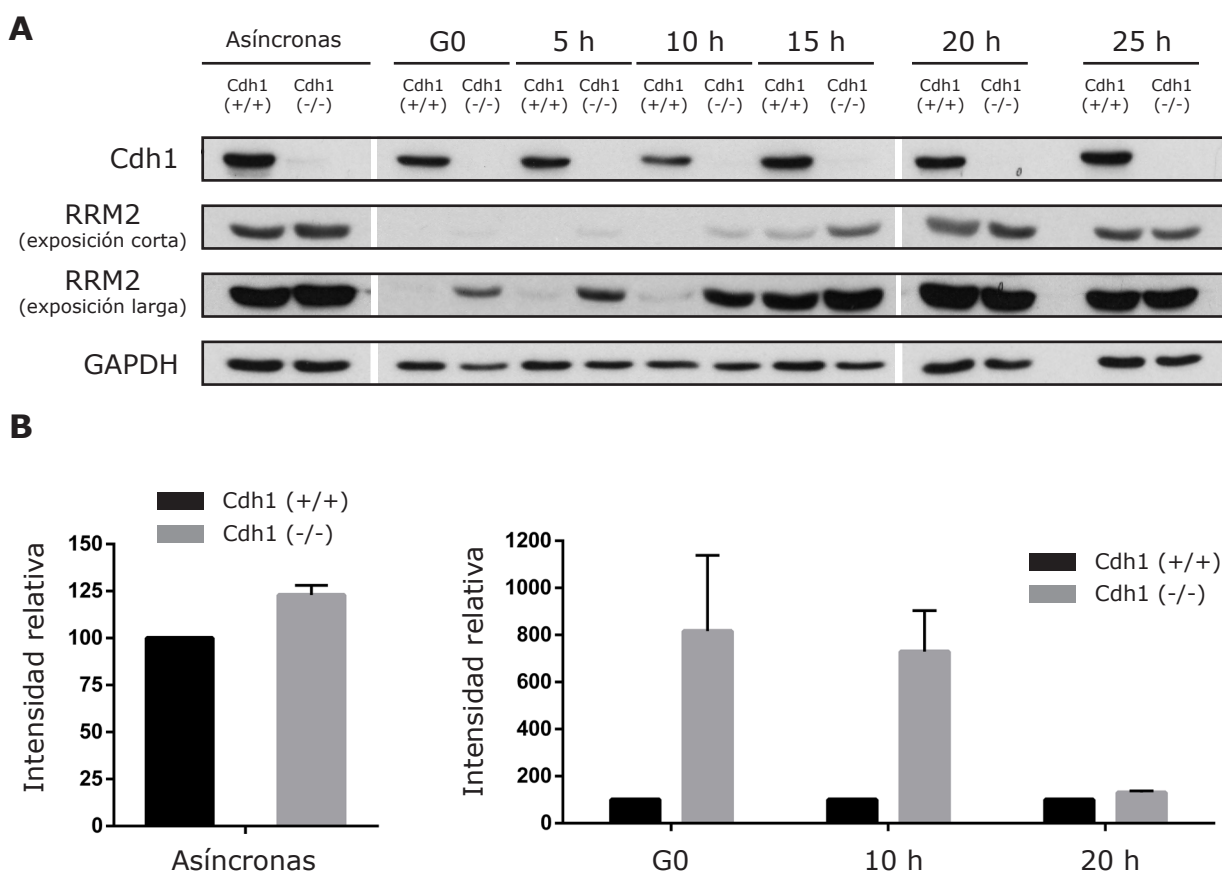 A
Asíncronas G0 5 h 10 h 15 h 20 h 25 h
Cdh1 Cdh1 Cdh1 Cdh1 Cdh1 Cdh1 Cdh1 Cdh1 Cdh1 Cdh1 Cdh1 Cdh1 Cdh1 Cdh1
(+/+) (-/-) (+/+) (-/-) (+/+) (-/-) (+/+) (-/-) (+/+) (-/-) (+/+) (-/-) (+/+) (-/-)
Cdh1
RRM2
(exposición corta)
RRM2
(exposición larga)
GAPDH
B
Cdh1 (+/+)
Cdh1 (-/-)
Intensidad relativa
150
125
100
75
50
25
0
Asíncronas
Cdh1 (+/+)
Cdh1 (-/-)
Intensidad relativa
1200
1000
800
600
400
200
0
G0 10 h 20 h